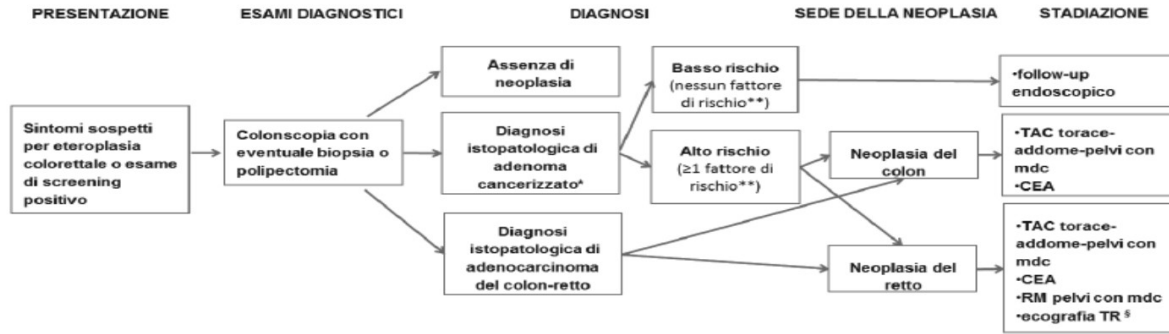 PRESENTAZIONE
ESAMI DIAGNOSTICI
DIAGNOSI
SEDE DELLA NEOPLASIA
STADIAZIONE
Sintomi sospetti
per eteroplasia
colorettale o esame
di screening
positivo
Colonscopia con
eventuale biopsia o
polipectomia
Assenza di
neoplasia
Diagnosi
istopatologica di
adenoma
cancerizzato*
Diagnosi
istopatologica di
adenocarcinoma
del colon-retto
Basso rischio
(nessun fattore
di rischio**)
Alto rischio
(≥1 fattore di
rischio**)
Neoplasia del
colon
Neoplasia del
retto
•follow-up
endoscopico
•TAC torace-
addome-pelvi con
mdc
•CEA
•TAC torace-
addome-pelvi con
mdc
•CEA
•RM pelvi con mdc
•ecografia TR §